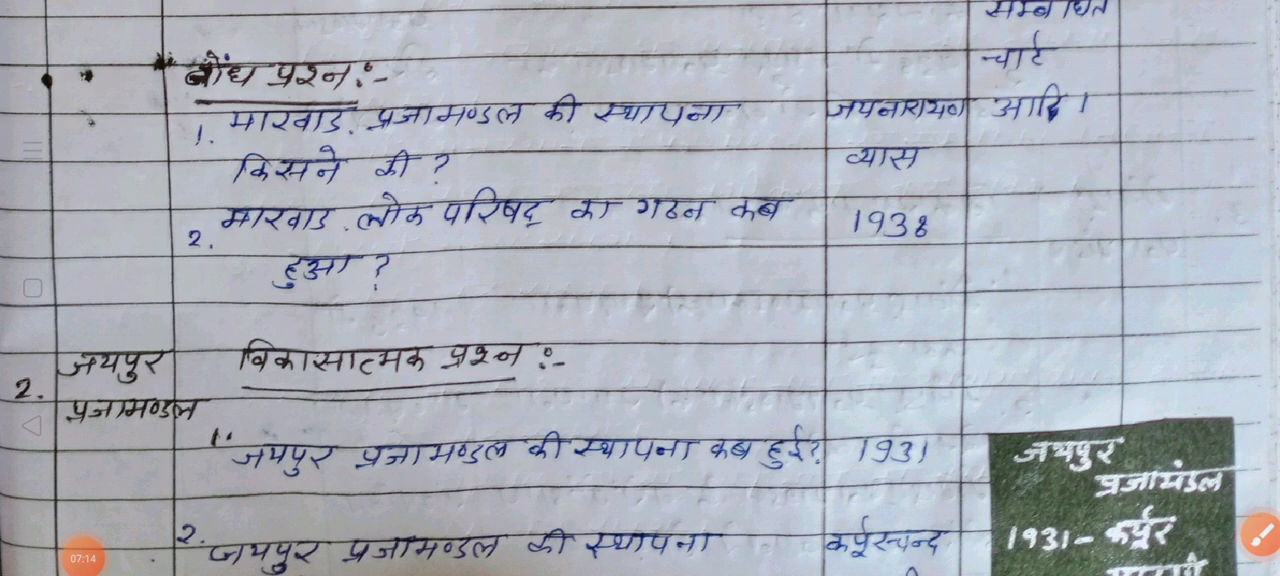 सम्बंधित
चार्ट
बोध प्रश्न :-
1. मारवाड प्रजामण्डल की स्थापना जयनारायण आदि।
किसने की ? व्यास
2. मारवाड लोक परिषद् का गठन कब 1938
हुआ ?
2. जयपुर विकासात्मक प्रश्न :-
प्रजामण्डल
1. जयपुर प्रजामण्डल की स्थापना कब हुई? 1931
जयपुर
प्रजामंडल
2. जयपुर प्रजामण्डल की स्थापना कर्पूरचन्द
1931- कर्पूर
07:14